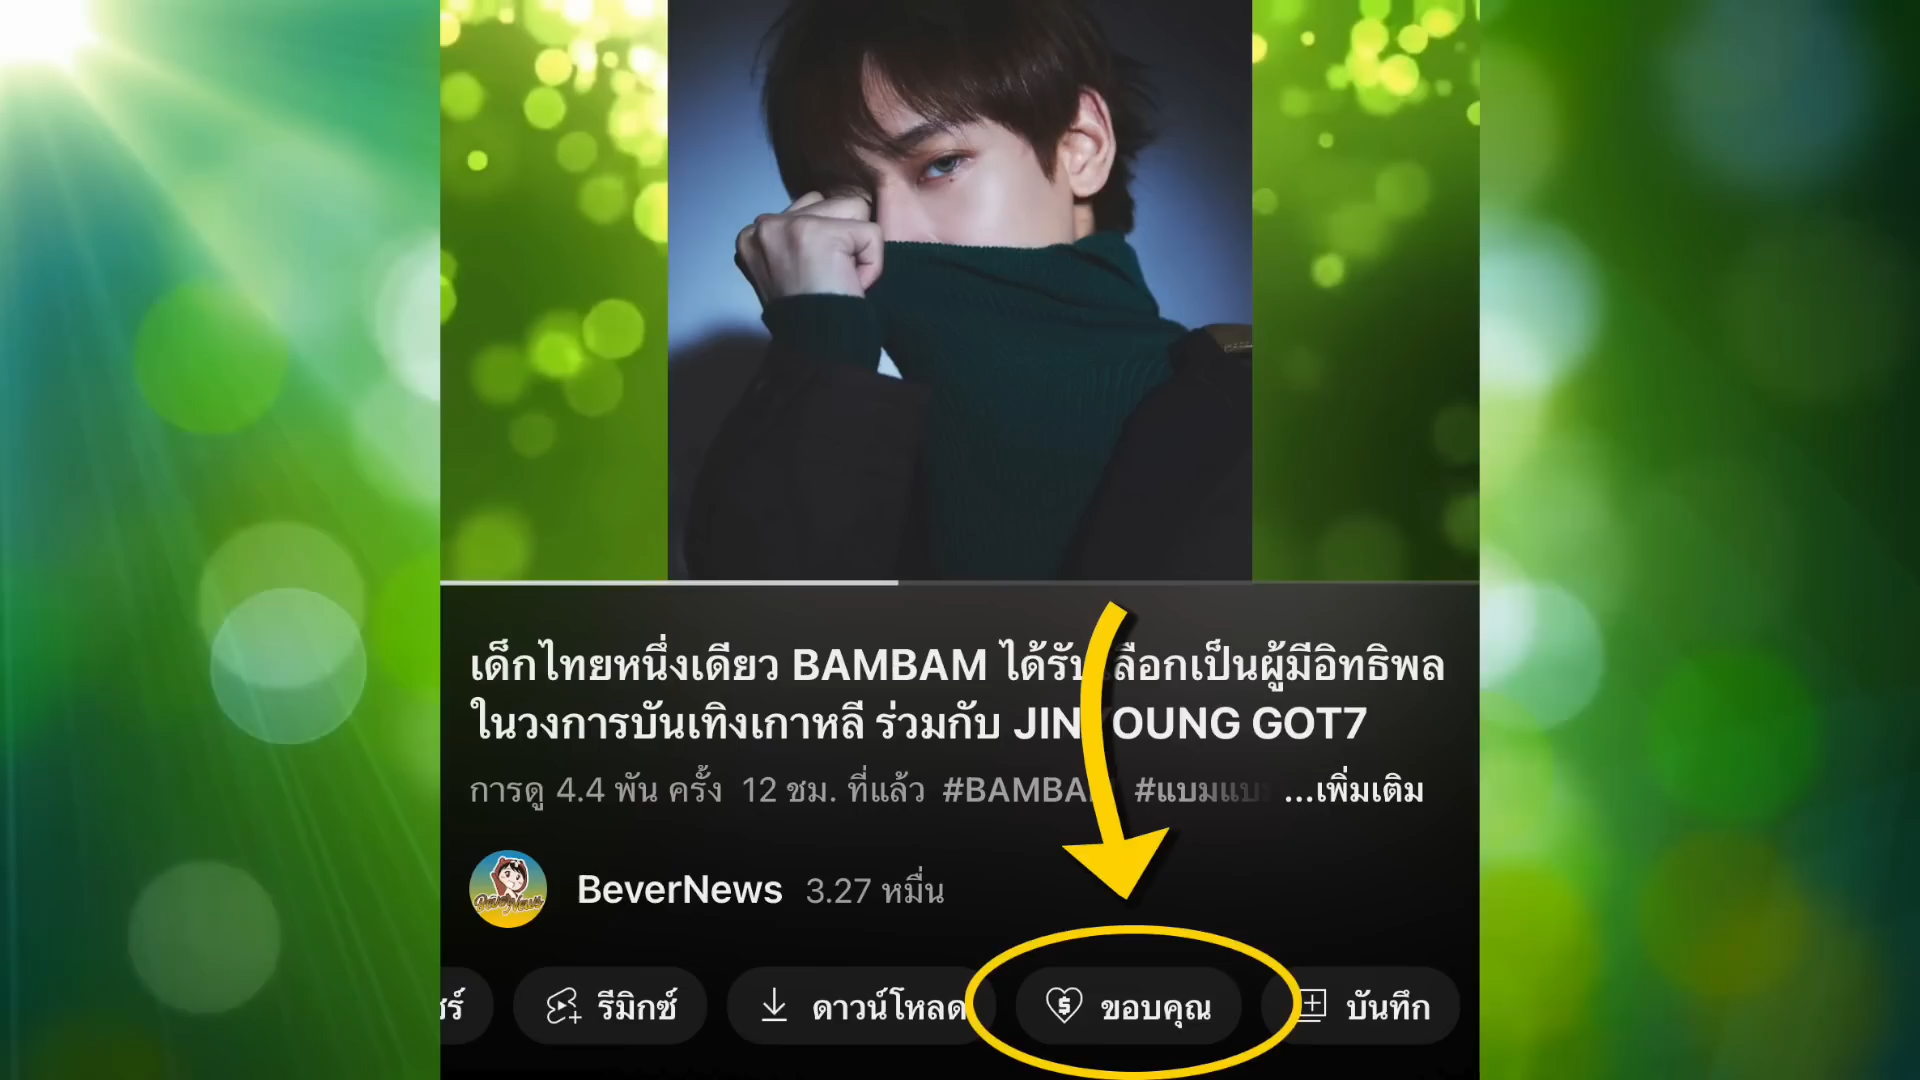 เด็กไทยหนึ่งเดียว BAMBAM ได้รับเลือกเป็นผู้มีอิทธิพล
ในวงการบันเทิงเกาหลี ร่วมกับ JINYOUNG GOT7
การดู 4.4 พัน ครั้ง 12 ชม. ที่แล้ว #BAMBA #แบมแบ ...เพิ่มเติม
BeverNews 3.27 หมื่น
ร์ รีมิกซ์ ดาวน์โหลด ขอบคุณ บันทึก